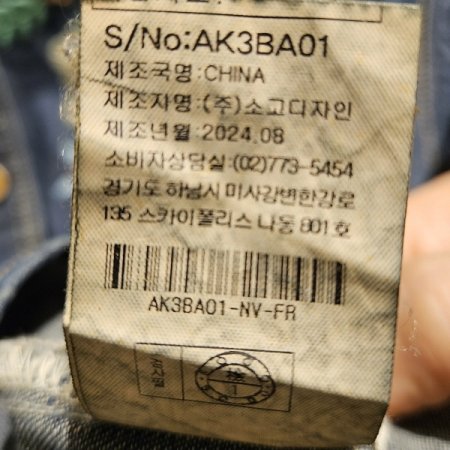 S/No:AK3BA01
제조국명:CHINA
제조자명:(주)소고디자인
제조년월:2024.08
소비자상담실:(02)773-5454
경기도 하남시 미사강변한강로
135 스카이폴리스 나동 801호
AK3BA01-NV-FR